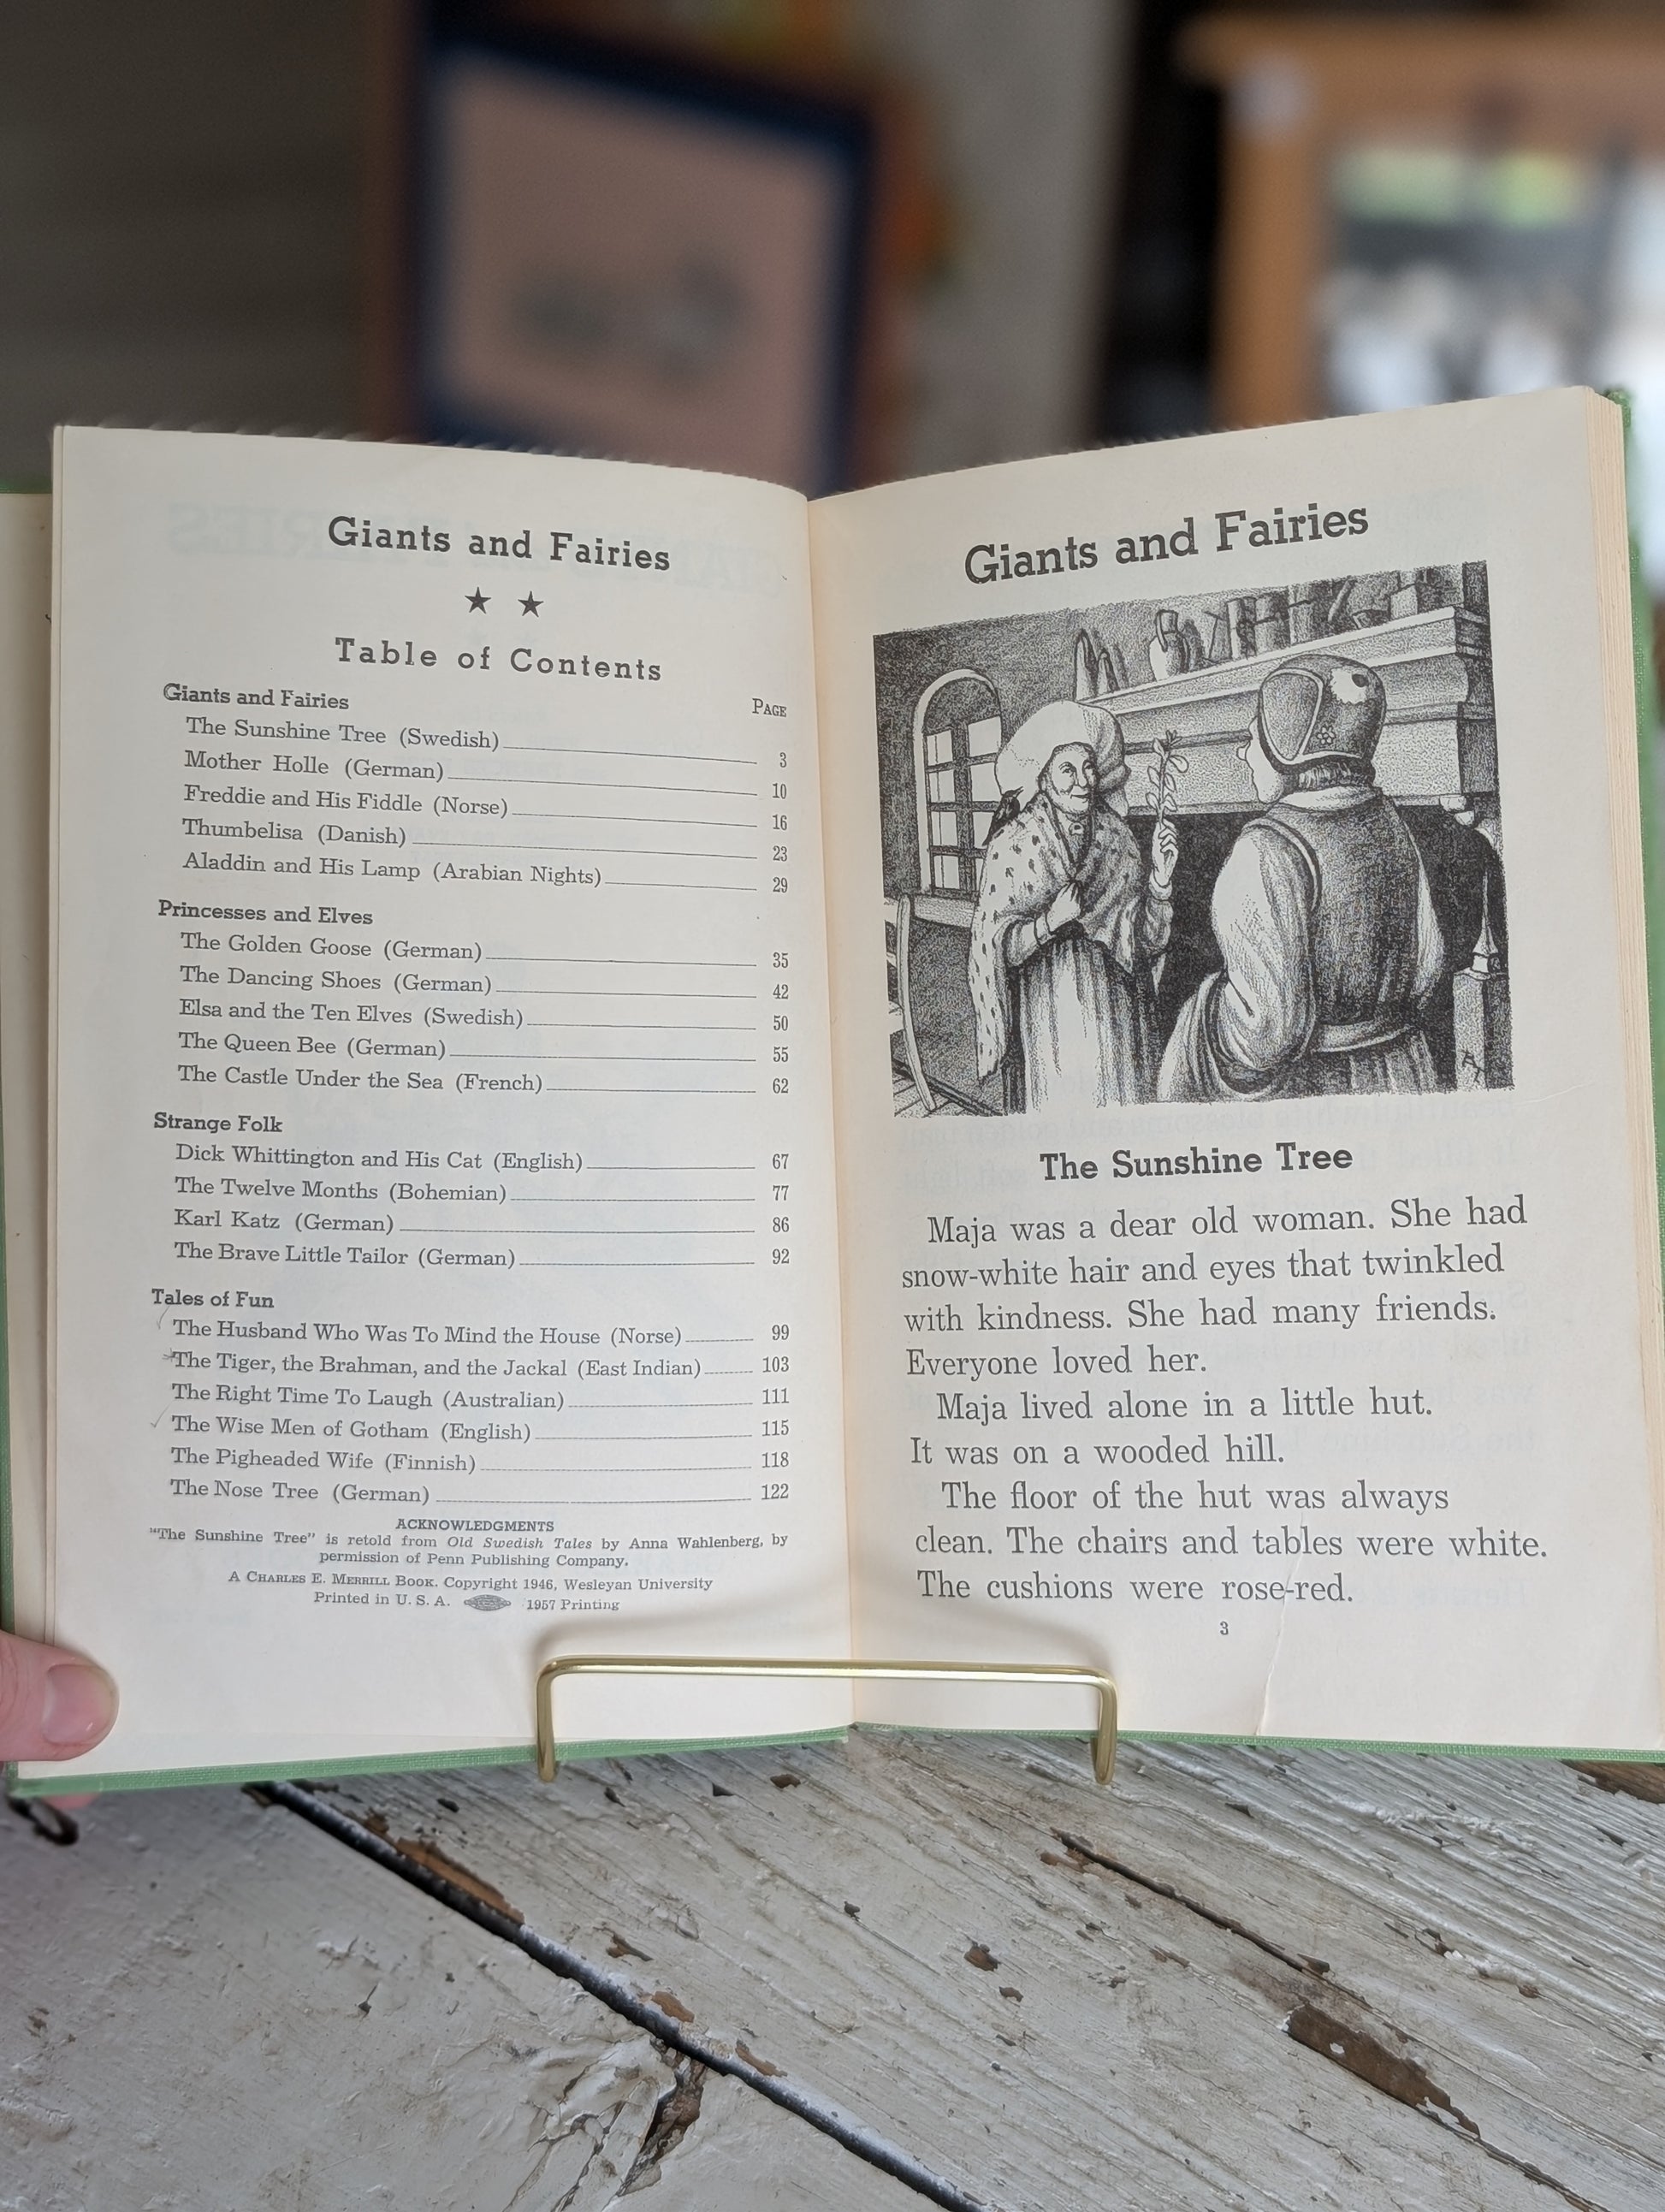 Giants and Fairies
★ ★
Table of Contents
Giants and Fairies PAGE
The Sunshine Tree (Swedish) 3
Mother Holle (German) 10
Freddie and His Fiddle (Norse) 16
Thumbelisa (Danish) 23
Aladdin and His Lamp (Arabian Nights) 29
Princesses and Elves
The Golden Goose (German) 35
The Dancing Shoes (German) 42
Elsa and the Ten Elves (Swedish) 50
The Queen Bee (German) 55
The Castle Under the Sea (French) 62
Strange Folk
Dick Whittington and His Cat (English) 67
The Twelve Months (Bohemian) 77
Karl Katz (German) 86
The Brave Little Tailor (German) 92
Tales of Fun
The Husband Who Was To Mind the House (Norse) 99
The Tiger, the Brahman, and the Jackal (East Indian) 103
The Right Time To Laugh (Australian) 111
The Wise Men of Gotham (English) 115
The Pigheaded Wife (Finnish) 118
The Nose Tree (German) 122
ACKNOWLEDGMENTS
"The Sunshine Tree" is retold from Old Swedish Tales by Anna Wahlenberg, by
permission of Penn Publishing Company.
A CHARLES E. MERRILL BOOK. Copyright 1946, Wesleyan University
Printed in U. S. A. 1957 Printing
Giants and Fairies
The Sunshine Tree
Maja was a dear old woman. She had
snow-white hair and eyes that twinkled
with kindness. She had many friends.
Everyone loved her.
Maja lived alone in a little hut.
It was on a wooded hill.
The floor of the hut was always
clean. The chairs and tables were white.
The cushions were rose-red.
3